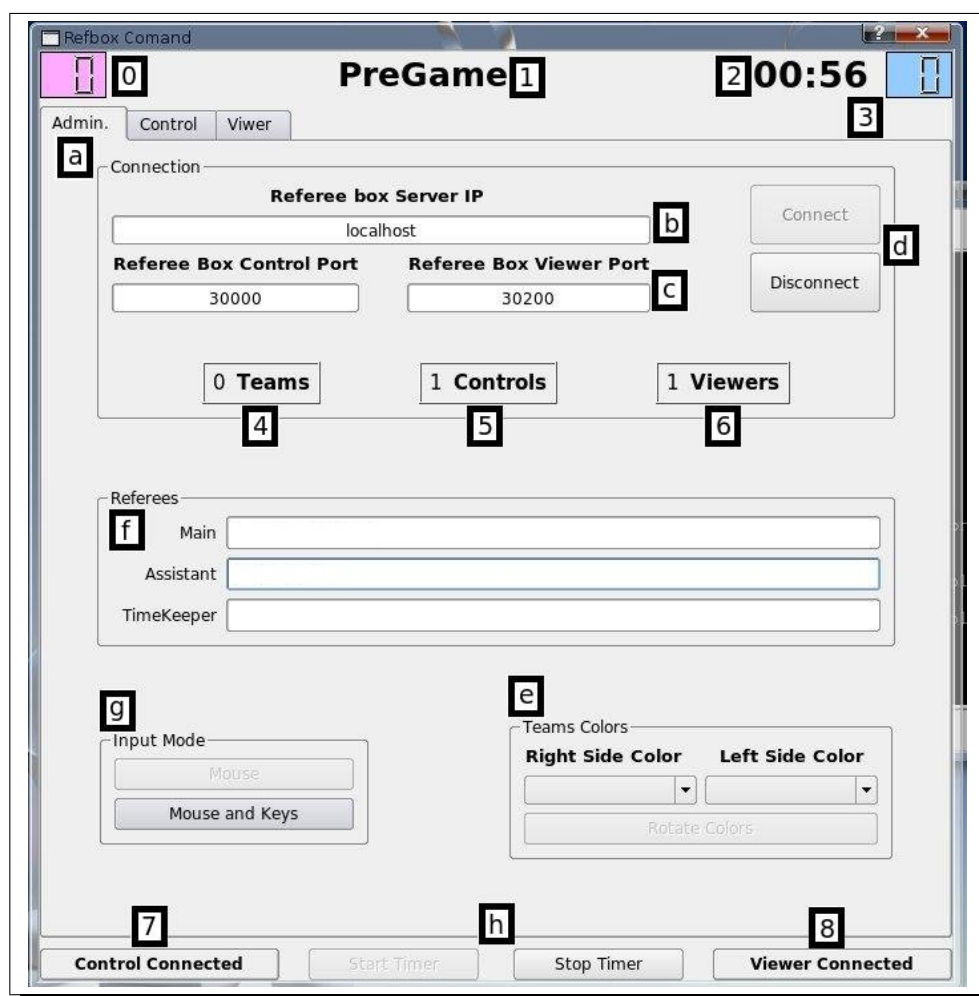 Refbox Comand
?
0 0 PreGame 1 2 00:56 0
Admin. Control Viwer 3
a
Connection
Referee box Server IP
localhost b Connect
d
Referee Box Control Port Referee Box Viewer Port
30000 30200 c Disconnect
0 Teams 1 Controls 1 Viewers
4 5 6
Referees
f Main
Assistant
TimeKeeper
g e
Input Mode Teams Colors
Right Side Color Left Side Color
Mouse
Mouse and Keys Rotate Colors
7 h 8
Control Connected Start Timer Stop Timer Viewer Connected